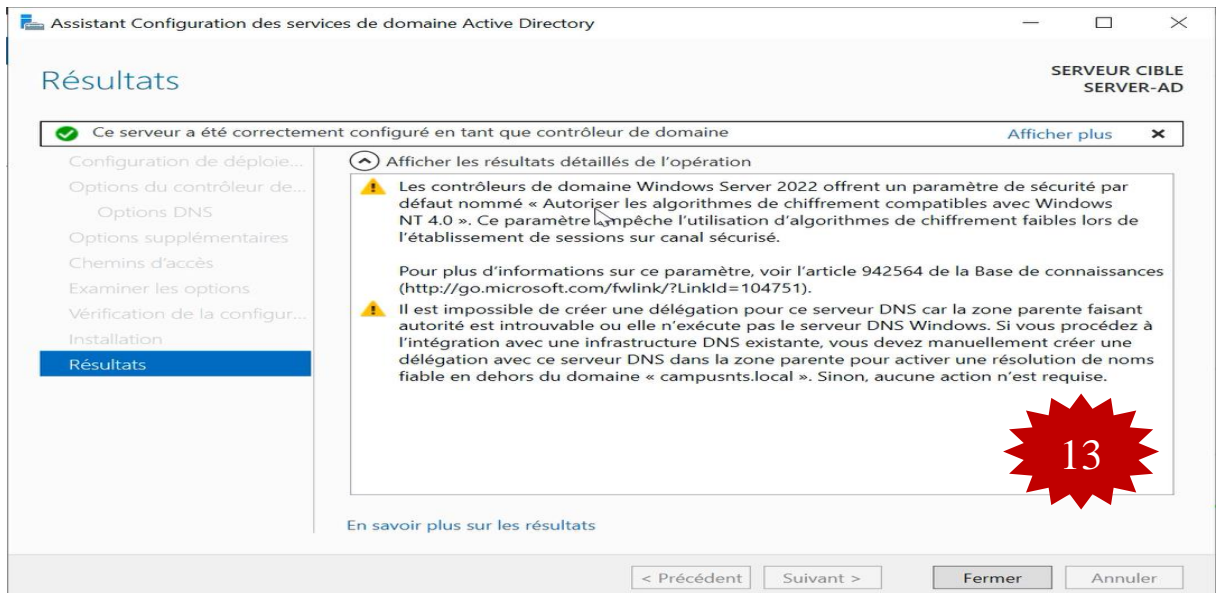 Assistant Configuration des services de domaine Active Directory
Résultats
SERVEUR CIBLE
SERVER-AD
Ce serveur a été correctement configuré en tant que contrôleur de domaine
Afficher plus
Configuration de déploie...
Options du contrôleur de...
Options DNS
Options supplémentaires
Chemins d'accès
Examiner les options
Vérification de la configur...
Installation
Résultats
Afficher les résultats détaillés de l'opération
Les contrôleurs de domaine Windows Server 2022 offrent un paramètre de sécurité par
défaut nommé « Autoriser les algorithmes de chiffrement compatibles avec Windows
NT 4.0 ». Ce paramètre empêche l'utilisation d'algorithmes de chiffrement faibles lors de
l'établissement de sessions sur canal sécurisé.
Pour plus d'informations sur ce paramètre, voir l'article 942564 de la Base de connaissances
(http://go.microsoft.com/fwlink/?LinkId=104751).
Il est impossible de créer une délégation pour ce serveur DNS car la zone parente faisant
autorité est introuvable ou elle n'exécute pas le serveur DNS Windows. Si vous procédez à
l'intégration avec une infrastructure DNS existante, vous devez manuellement créer une
délégation avec ce serveur DNS dans la zone parente pour activer une résolution de noms
fiable en dehors du domaine « campusnts.local ». Sinon, aucune action n'est requise.
13
En savoir plus sur les résultats
< Précédent
Suivant >
Fermer
Annuler